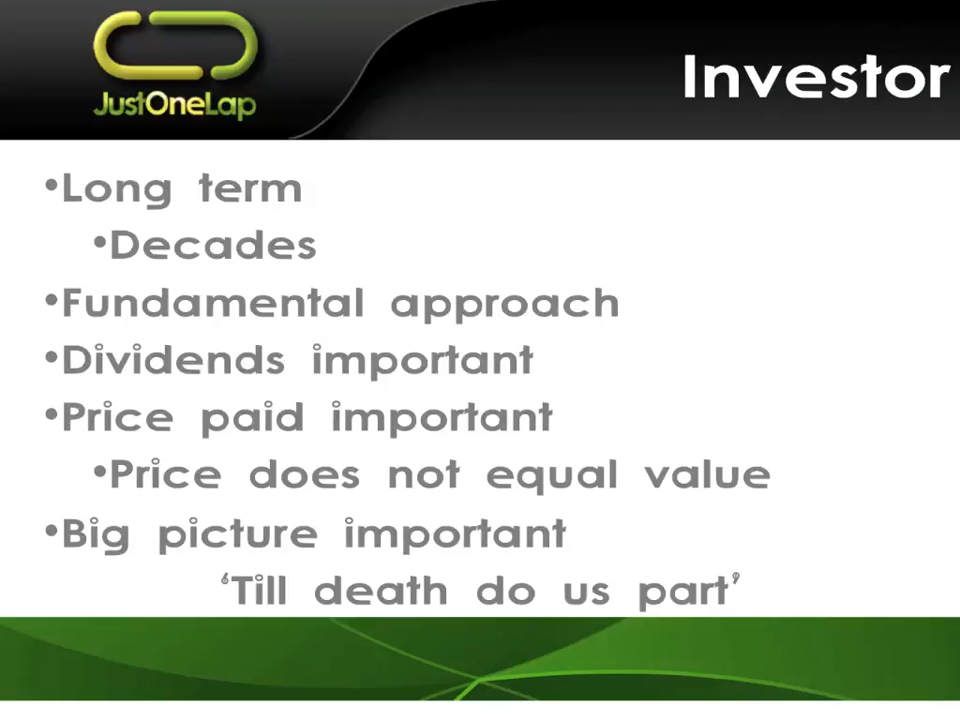 JustOneLap
Investor
•Long term
•Decades
•Fundamental approach
•Dividends important
•Price paid important
•Price does not equal value
•Big picture important
‘Till death do us part’